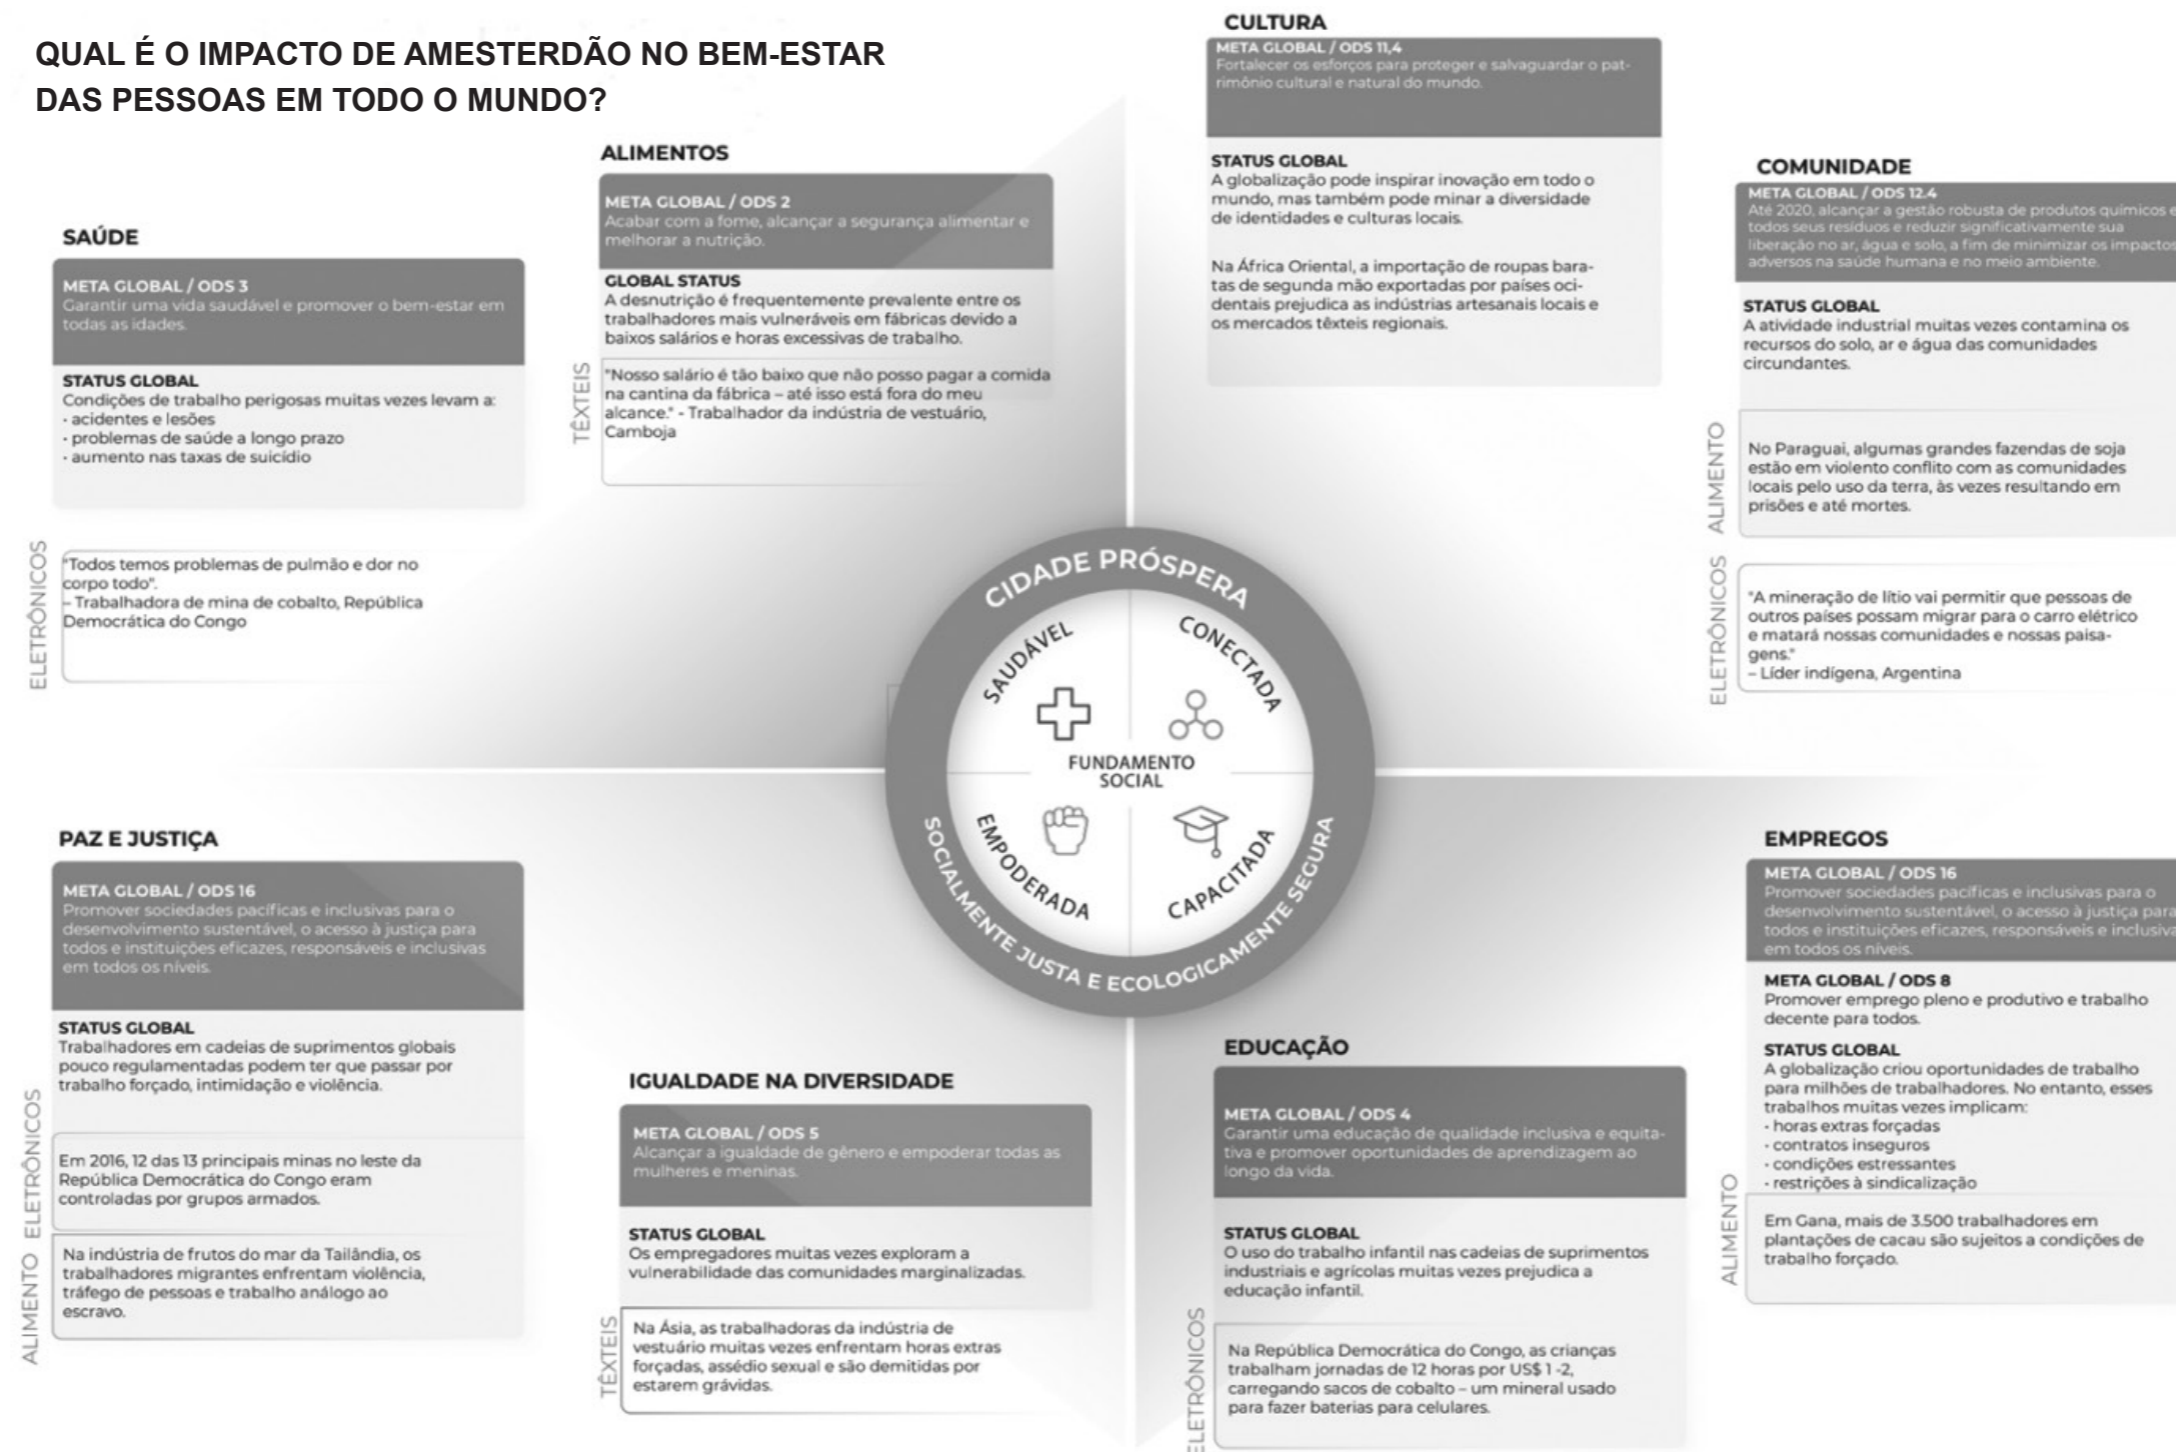 QUAL É O IMPACTO DE AMESTERDÃO NO BEM-ESTAR
DAS PESSOAS EM TODO O MUNDO?
SAÚDE
META GLOBAL / ODS 3
Garantir uma vida saudável e promover o bem-estar em
todas as idades.
STATUS GLOBAL
Condições de trabalho perigosas muitas vezes levam a:
• acidentes e lesões
• problemas de saúde a longo prazo
• aumento nas taxas de suicídio
ELETRÔNICOS
"Todos temos problemas de pulmão e dor no
corpo todo".
– Trabalhadora de mina de cobalto, República
Democrática do Congo
ALIMENTOS
META GLOBAL / ODS 2
Acabar com a fome, alcançar a segurança alimentar e
melhorar a nutrição.
GLOBAL STATUS
A desnutrição é frequentemente prevalente entre os
trabalhadores mais vulneráveis em fábricas devido a
baixos salários e horas excessivas de trabalho.
TÊXTEIS
"Nosso salário é tão baixo que não posso pagar a comida
na cantina da fábrica – até isso está fora do meu
alcance." - Trabalhador da indústria de vestuário,
Camboja
CULTURA
META GLOBAL / ODS 11,4
Fortalecer os esforços para proteger e salvaguardar o pat-
rimônio cultural e natural do mundo.
STATUS GLOBAL
A globalização pode inspirar inovação em todo o
mundo, mas também pode minar a diversidade
de identidades e culturas locais.
Na África Oriental, a importação de roupas bara-
tas de segunda mão exportadas por países oci-
dentais prejudica as indústrias artesanais locais e
os mercados têxteis regionais.
COMUNIDADE
META GLOBAL / ODS 12.4
Até 2020, alcançar a gestão robusta de produtos químicos e
todos seus resíduos e reduzir significativamente sua
liberação no ar, água e solo, a fim de minimizar os impactos
adversos na saúde humana e no meio ambiente.
STATUS GLOBAL
A atividade industrial muitas vezes contamina os
recursos do solo, ar e água das comunidades
circundantes.
ALIMENTO
No Paraguai, algumas grandes fazendas de soja
estão em violento conflito com as comunidades
locais pelo uso da terra, às vezes resultando em
prisões e até mortes.
ELETRÔNICOS
"A mineração de lítio vai permitir que pessoas de
outros países possam migrar para o carro elétrico
e matará nossas comunidades e nossas paisa-
gens."
– Líder indígena, Argentina
CIDADE PRÓSPERA
SAUDÁVEL
CONECTADA
FUNDAMENTO
SOCIAL
EMPODERADA
CAPACITADA
SOCIALMENTE JUSTA E ECOLOGICAMENTE SEGURA
PAZ E JUSTIÇA
META GLOBAL / ODS 16
Promover sociedades pacíficas e inclusivas para o
desenvolvimento sustentável, o acesso à justiça para
todos e instituições eficazes, responsáveis e inclusivas
em todos os níveis.
STATUS GLOBAL
Trabalhadores em cadeias de suprimentos globais
pouco regulamentadas podem ter que passar por
trabalho forçado, intimidação e violência.
ELETRÔNICOS
Em 2016, 12 das 13 principais minas no leste da
República Democrática do Congo eram
controladas por grupos armados.
ALIMENTO
Na indústria de frutos do mar da Tailândia, os
trabalhadores migrantes enfrentam violência,
tráfego de pessoas e trabalho análogo ao
escravo.
IGUALDADE NA DIVERSIDADE
META GLOBAL / ODS 5
Alcançar a igualdade de gênero e empoderar todas as
mulheres e meninas.
STATUS GLOBAL
Os empregadores muitas vezes exploram a
vulnerabilidade das comunidades marginalizadas.
TÊXTEIS
Na Ásia, as trabalhadoras da indústria de
vestuário muitas vezes enfrentam horas extras
forçadas, assédio sexual e são demitidas por
estarem grávidas.
EDUCAÇÃO
META GLOBAL / ODS 4
Garantir uma educação de qualidade inclusiva e equita-
tiva e promover oportunidades de aprendizagem ao
longo da vida.
STATUS GLOBAL
O uso do trabalho infantil nas cadeias de suprimentos
industriais e agrícolas muitas vezes prejudica a
educação infantil.
ELETRÔNICOS
Na República Democrática do Congo, as crianças
trabalham jornadas de 12 horas por US$ 1 -2,
carregando sacos de cobalto – um mineral usado
para fazer baterias para celulares.
EMPREGOS
META GLOBAL / ODS 16
Promover sociedades pacíficas e inclusivas para o
desenvolvimento sustentável, o acesso à justiça para
todos e instituições eficazes, responsáveis e inclusiva
em todos os níveis.
META GLOBAL / ODS 8
Promover emprego pleno e produtivo e trabalho
decente para todos.
STATUS GLOBAL
A globalização criou oportunidades de trabalho
para milhões de trabalhadores. No entanto, esses
trabalhos muitas vezes implicam:
• horas extras forçadas
• contratos inseguros
• condições estressantes
• restrições à sindicalização
ALIMENTO
Em Gana, mais de 3.500 trabalhadores em
plantações de cacau são sujeitos a condições de
trabalho forçado.